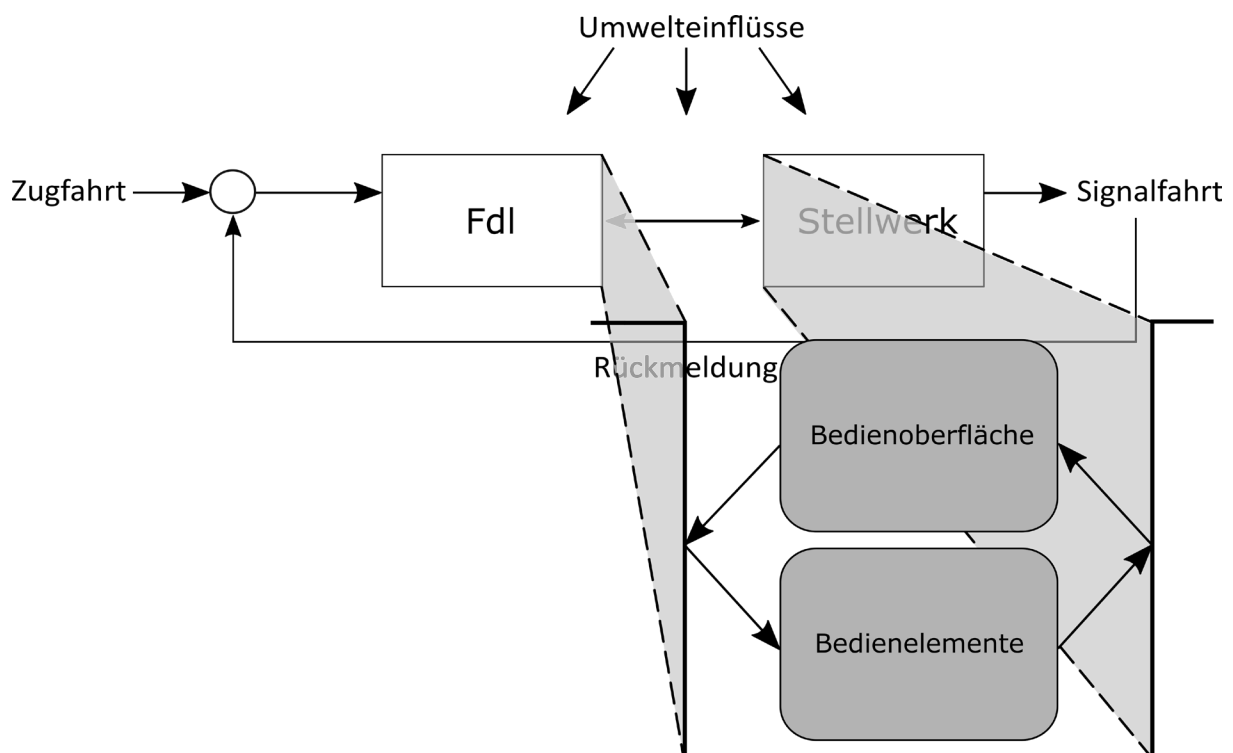 Umwelteinflüsse
Zugfahrt
Fdl
Stellwerk
Signalfahrt
Rückmeldung
Bedienoberfläche
Bedienelemente